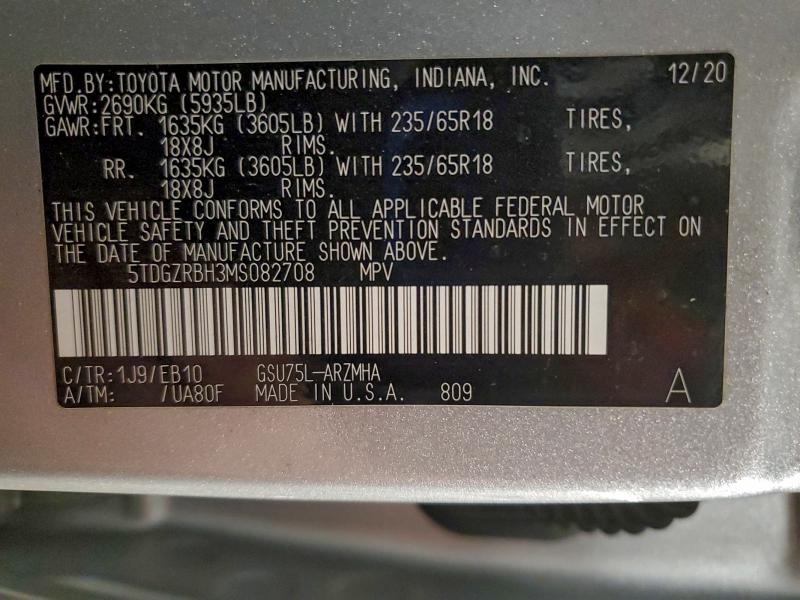 MFD.BY:TOYOTA MOTOR MANUFACTURING, INDIANA, INC. 12/20
GVWR:2690KG (5935LB)
GAWR:FRT. 1635KG (3605LB) WITH 235/65R18 TIRES,
18X8J RIMS.
RR. 1635KG (3605LB) WITH 235/65R18 TIRES,
18X8J RIMS.
THIS VEHICLE CONFORMS TO ALL APPLICABLE FEDERAL MOTOR
VEHICLE SAFETY AND THEFT PREVENTION STANDARDS IN EFFECT ON
THE DATE OF MANUFACTURE SHOWN ABOVE.
5TDGZRBH3MS082708 MPV
C/TR:1J9/EB10 GSU75L-ARZMHA
A/TM: /UA80F MADE IN U.S.A. 809 A